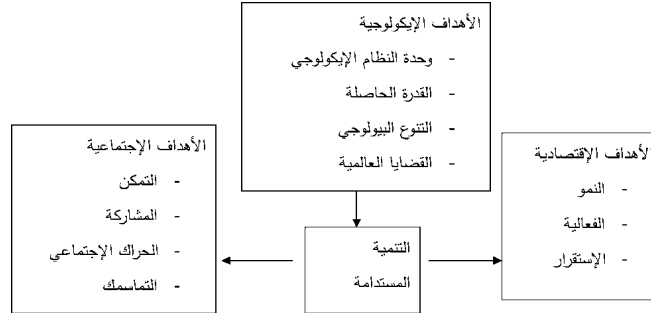 الأهداف الإيكولوجية
- وحدة النظام الإيكولوجي
- القدرة الحاصلة
- التنوع البيولوجي
- القضايا العالمية
الأهداف الإقتصادية
- النمو
- الفعالية
- الإستقرار
الأهداف الإجتماعية
- التمكن
- المشاركة
- الحراك الإجتماعي
- التماسمك
التنمية
المستدامة